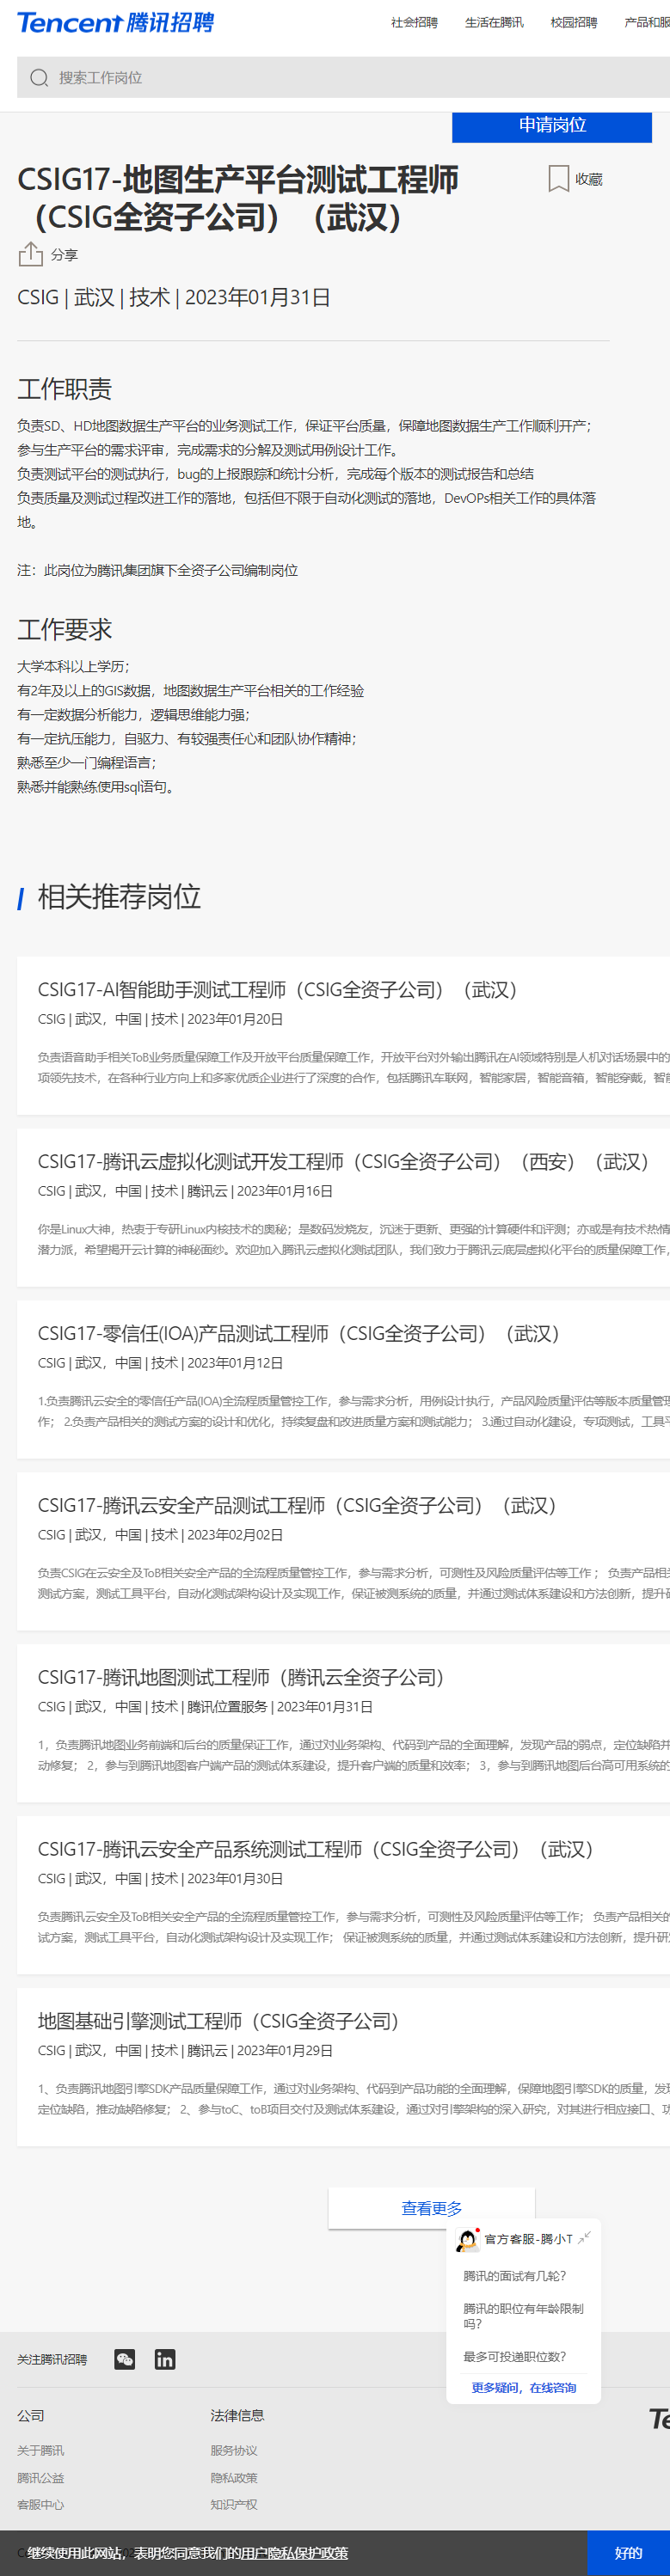 Tencent 腾讯招聘
社会招聘 生活在腾讯 校园招聘 产品和服
搜索工作岗位
申请岗位
CSIG17-地图生产平台测试工程师
（CSIG全资子公司）（武汉）
收藏
分享
CSIG | 武汉 | 技术 | 2023年01月31日
工作职责
负责SD、HD地图数据生产平台的业务测试工作，保证平台质量，保障地图数据生产工作顺利开产；
参与生产平台的需求评审，完成需求的分解及测试用例设计工作。
负责测试平台的测试执行，bug的上报跟踪和统计分析，完成每个版本的测试报告和总结
负责质量及测试过程改进工作的落地，包括但不限于自动化测试的落地，DevOPs相关工作的具体落
地。
注：此岗位为腾讯集团旗下全资子公司编制岗位
工作要求
大学本科以上学历；
有2年及以上的GIS数据，地图数据生产平台相关的工作经验
有一定数据分析能力，逻辑思维能力强；
有一定抗压能力，自驱力、有较强责任心和团队协作精神；
熟悉至少一门编程语言；
熟悉并能熟练使用sql语句。
相关推荐岗位
CSIG17-AI智能助手测试工程师（CSIG全资子公司）（武汉）
CSIG | 武汉，中国 | 技术 | 2023年01月20日
负责语音助手相关ToB业务质量保障工作及开放平台质量保障工作，开放平台对外输出腾讯在AI领域特别是人机对话场景中的
项领先技术，在各种行业方向上和多家优质企业进行了深度的合作，包括腾讯车联网，智能家居，智能音箱，智能穿戴，智能
CSIG17-腾讯云虚拟化测试开发工程师（CSIG全资子公司）（西安）（武汉）
CSIG | 武汉，中国 | 技术 | 腾讯云 | 2023年01月16日
你是Linux大神，热衷于专研Linux内核技术的奥秘；是数码发烧友，沉迷于更新、更强的计算硬件和评测；亦或是有技术热情
潜力派，希望揭开云计算的神秘面纱。欢迎加入腾讯云虚拟化测试团队，我们致力于腾讯云底层虚拟化平台的质量保障工作，
CSIG17-零信任(IOA)产品测试工程师（CSIG全资子公司）（武汉）
CSIG | 武汉，中国 | 技术 | 2023年01月12日
1.负责腾讯云安全的零信任产品(IOA)全流程质量管控工作，参与需求分析，用例设计执行，产品风险质量评估等版本质量管理
作； 2.负责产品相关的测试方案的设计和优化，持续复盘和改进质量方案和测试能力； 3.通过自动化建设，专项测试，工具平
CSIG17-腾讯云安全产品测试工程师（CSIG全资子公司）（武汉）
CSIG | 武汉，中国 | 技术 | 2023年02月02日
负责CSIG在云安全及ToB相关安全产品的全流程质量管控工作，参与需求分析，可测性及风险质量评估等工作； 负责产品相关
测试方案，测试工具平台，自动化测试架构设计及实现工作，保证被测系统的质量，并通过测试体系建设和方法创新，提升研
CSIG17-腾讯地图测试工程师（腾讯云全资子公司）
CSIG | 武汉，中国 | 技术 | 腾讯位置服务 | 2023年01月31日
1，负责腾讯地图业务前端和后台的质量保证工作，通过对业务架构、代码到产品的全面理解，发现产品的弱点，定位缺陷并
动修复； 2，参与到腾讯地图客户端产品的测试体系建设，提升客户端的质量和效率； 3，参与到腾讯地图后台高可用系统的
CSIG17-腾讯云安全产品系统测试工程师（CSIG全资子公司）（武汉）
CSIG | 武汉，中国 | 技术 | 2023年01月30日
负责腾讯云安全及ToB相关安全产品的全流程质量管控工作，参与需求分析，可测性及风险质量评估等工作； 负责产品相关的
试方案，测试工具平台，自动化测试架构设计及实现工作； 保证被测系统的质量，并通过测试体系建设和方法创新，提升研
地图基础引擎测试工程师（CSIG全资子公司）
CSIG | 武汉，中国 | 技术 | 腾讯云 | 2023年01月29日
1、负责腾讯地图引擎SDK产品质量保障工作，通过对业务架构、代码到产品功能的全面理解，保障地图引擎SDK的质量，发现
定位缺陷，推动缺陷修复； 2、参与toC、toB项目交付及测试体系建设，通过对引擎架构的深入研究，对其进行相应接口、功
查看更多
官方客服-腾小T
腾讯的面试有几轮？
腾讯的职位有年龄限制
吗？
最多可投递职位数？
更多疑问，在线咨询
关注腾讯招聘
公司 法律信息
Te
关于腾讯 服务协议
腾讯公益 隐私政策
客服中心 知识产权
继续使用此网站，表明您同意我们的用户隐私保护政策 好的